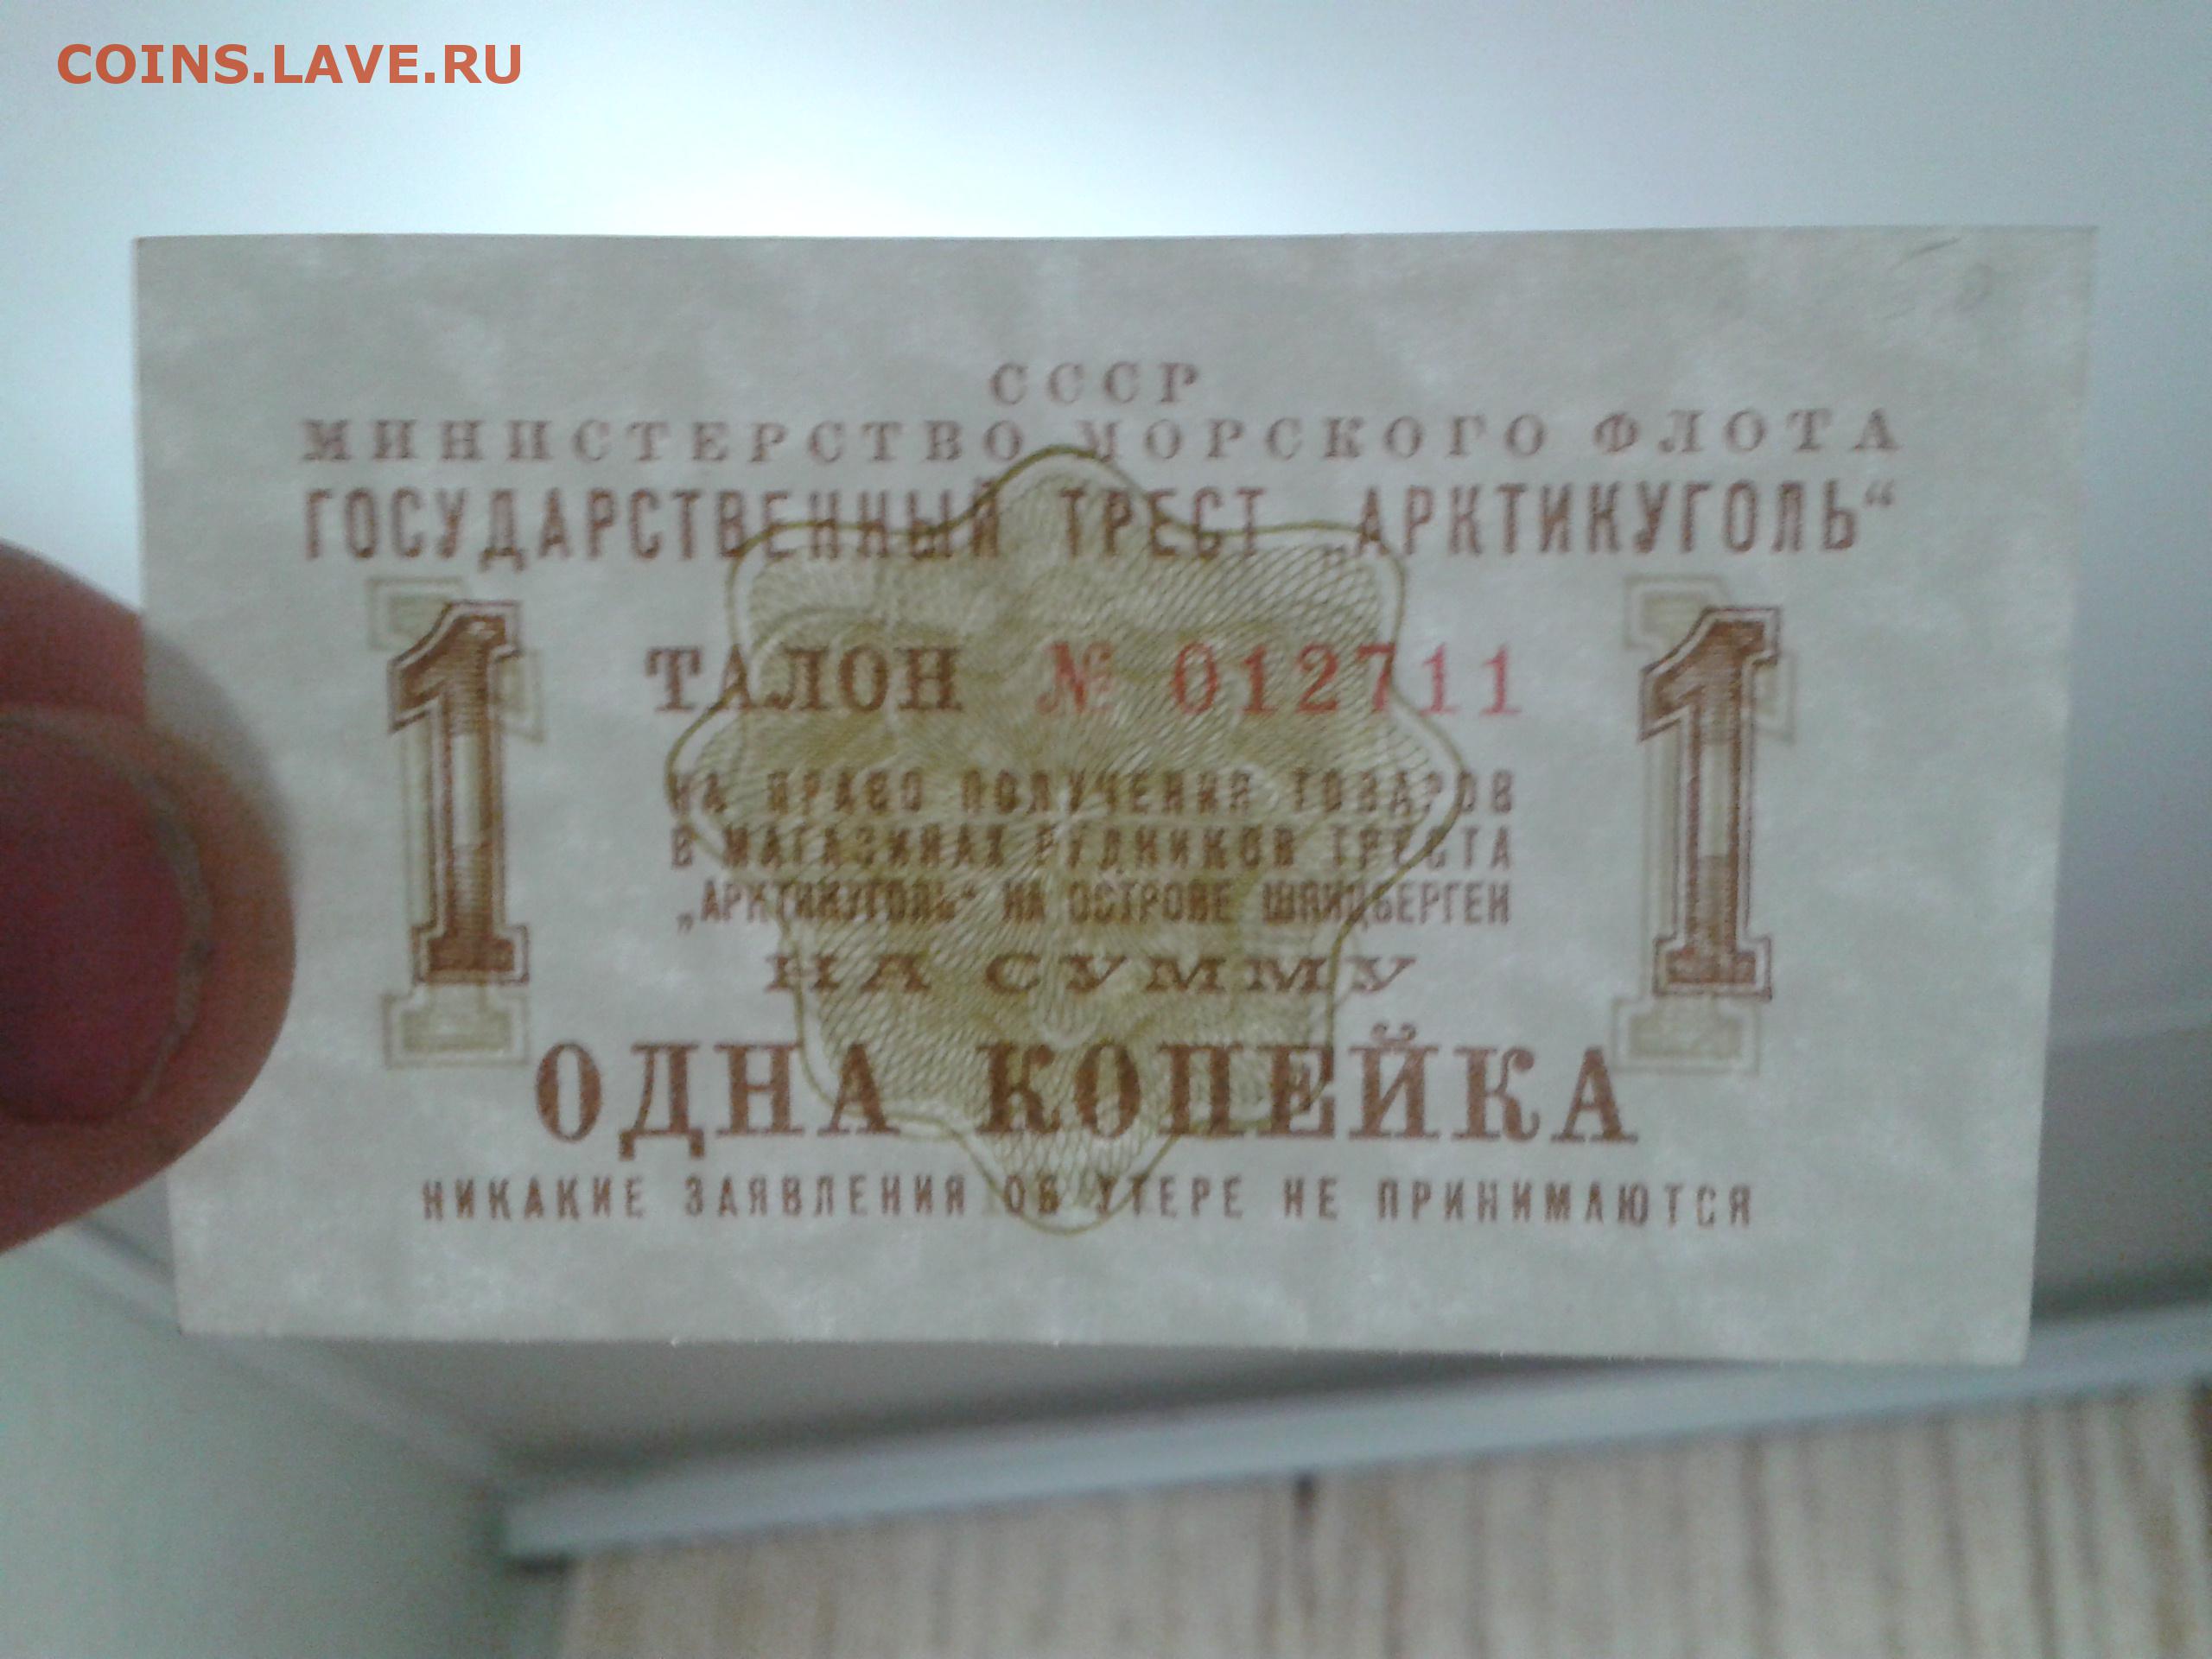 COINS.LAVE.RU
СССР
МИНИСТЕРСТВО МОРСКОГО ФЛОТА
ГОСУДАРСТВЕННЫЙ ТРЕСТ „АРКТИКУГОЛЬ“
1 ТАЛОН № 012711 1
НА ПРАВО ПОЛУЧЕНИЯ ТОВАРОВ
В МАГАЗИНАХ РУДНИКОВ ТРЕСТА
„АРКТИКУГОЛЬ“ НА ОСТРОВЕ ШПИЦБЕРГЕН
НА СУММУ
ОДНА КОПЕЙКА
НИКАКИЕ ЗАЯВЛЕНИЯ ОБ УТЕРЕ НЕ ПРИНИМАЮТСЯ